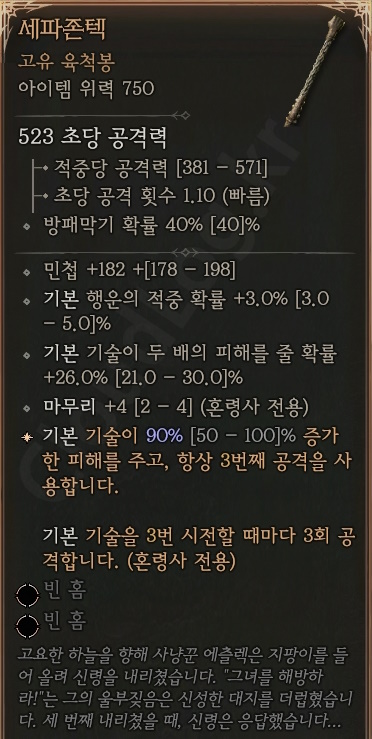 세파존텍
고유 육척봉
아이템 위력 750
523 초당 공격력
적중당 공격력 [381 – 571]
초당 공격 횟수 1.10 (빠름)
방패막기 확률 40% [40]%
민첩 +182 +[178 – 198]
기본 행운의 적중 확률 +3.0% [3.0
– 5.0]%
기본 기술이 두 배의 피해를 줄 확률
+26.0% [21.0 – 30.0]%
마무리 +4 [2 – 4] (혼령사 전용)
기본 기술이 90% [50 – 100]% 증가
한 피해를 주고, 항상 3번째 공격을 사
용합니다.
기본 기술을 3번 시전할 때마다 3회 공
격합니다. (혼령사 전용)
빈 홈
빈 홈
고요한 하늘을 향해 사냥꾼 에츨렉은 지팡이를 들
어 올려 신령을 내리쳤습니다. "그녀를 해방하
라!"는 그의 울부짖음은 신성한 대지를 더럽혔습니
다. 세 번째 내리쳤을 때, 신령은 응답했습니다...